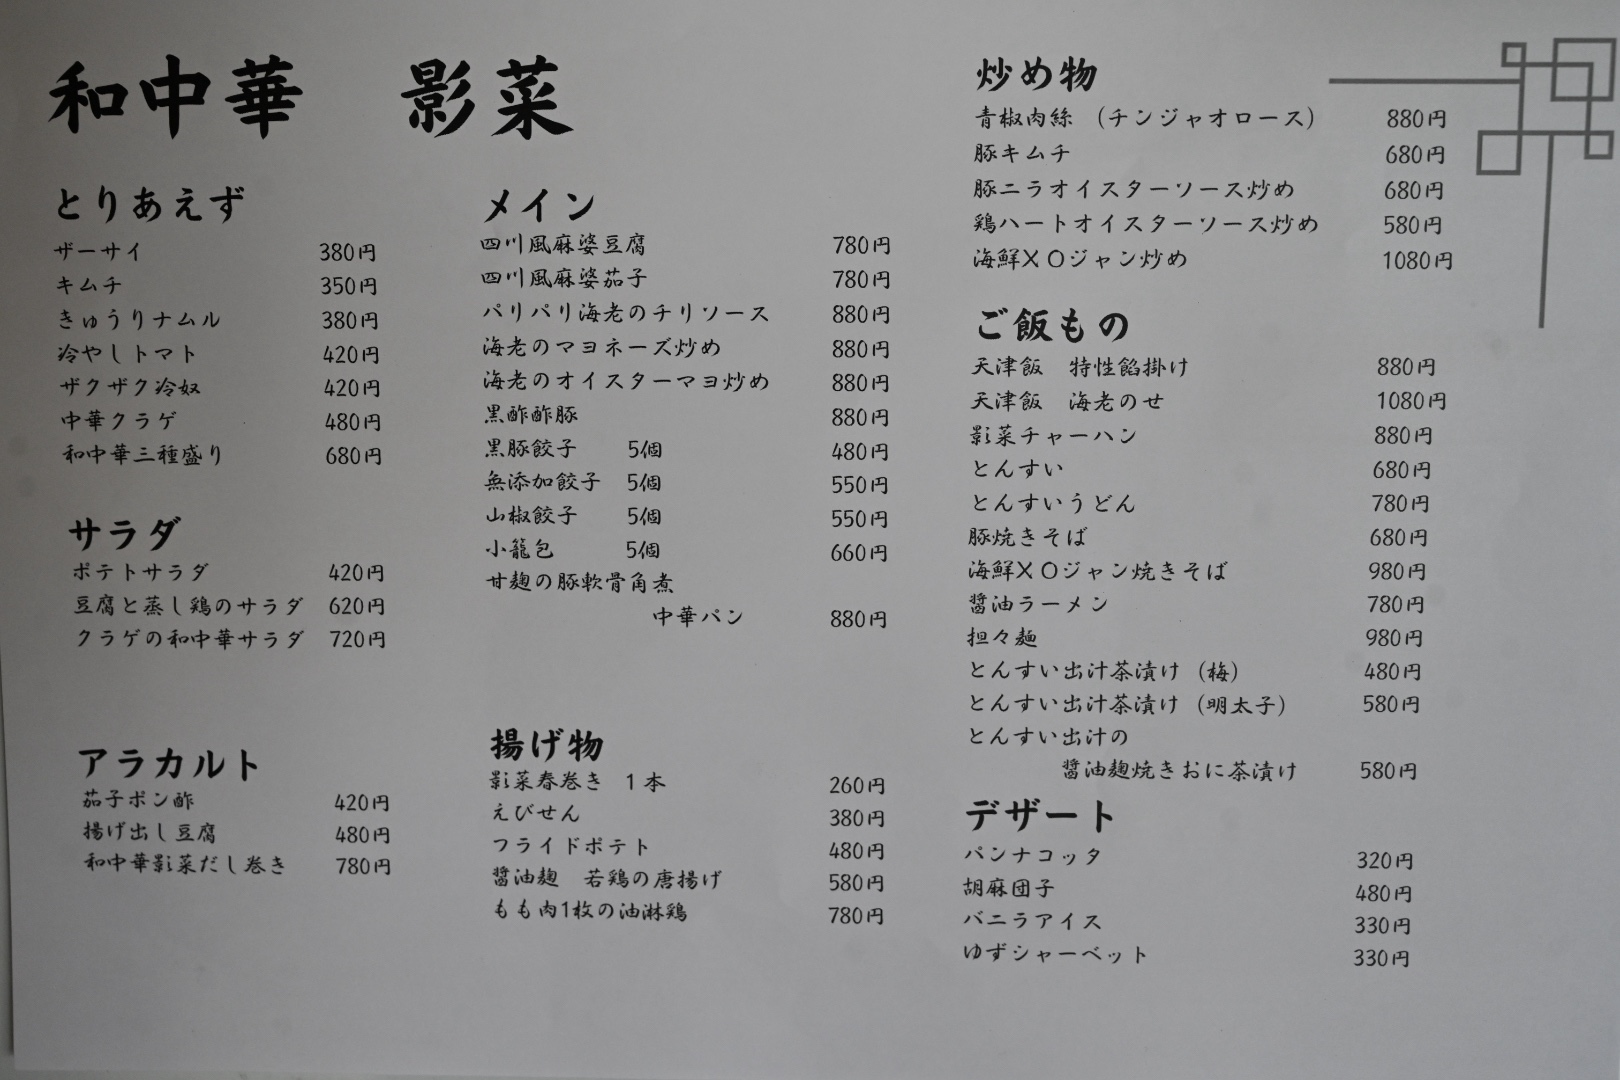 和中華　影菜
とりあえず
ザーサイ 380円
キムチ 350円
きゅうりナムル 380円
冷やしトマト 420円
ザクザク冷奴 420円
中華クラゲ 480円
和中華三種盛り 680円
サラダ
ポテトサラダ 420円
豆腐と蒸し鶏のサラダ 620円
クラゲの和中華サラダ 720円
アラカルト
茄子ポン酢 420円
揚げ出し豆腐 480円
和中華影菜だし巻き 780円
メイン
四川風麻婆豆腐 780円
四川風麻婆茄子 780円
パリパリ海老のチリソース 880円
海老のマヨネーズ炒め 880円
海老のオイスターマヨ炒め 880円
黒酢酢豚 880円
黒豚餃子 5個 480円
無添加餃子 5個 550円
山椒餃子 5個 550円
小籠包 5個 660円
甘麹の豚軟骨角煮
中華パン 880円
揚げ物
影菜春巻き 1本 260円
えびせん 380円
フライドポテト 480円
醤油麹　若鶏の唐揚げ 580円
もも肉1枚の油淋鶏 780円
炒め物
青椒肉絲（チンジャオロース） 880円
豚キムチ 680円
豚ニラオイスターソース炒め 680円
鶏ハートオイスターソース炒め 580円
海鮮XOジャン炒め 1080円
ご飯もの
天津飯　特性餡掛け 880円
天津飯　海老のせ 1080円
影菜チャーハン 880円
とんすい 680円
とんすいうどん 780円
豚焼きそば 680円
海鮮XOジャン焼きそば 980円
醤油ラーメン 780円
担々麺 980円
とんすい出汁茶漬け（梅） 480円
とんすい出汁茶漬け（明太子） 580円
とんすい出汁の
醤油麹焼きおに茶漬け 580円
デザート
パンナコッタ 320円
胡麻団子 480円
バニラアイス 330円
ゆずシャーベット 330円